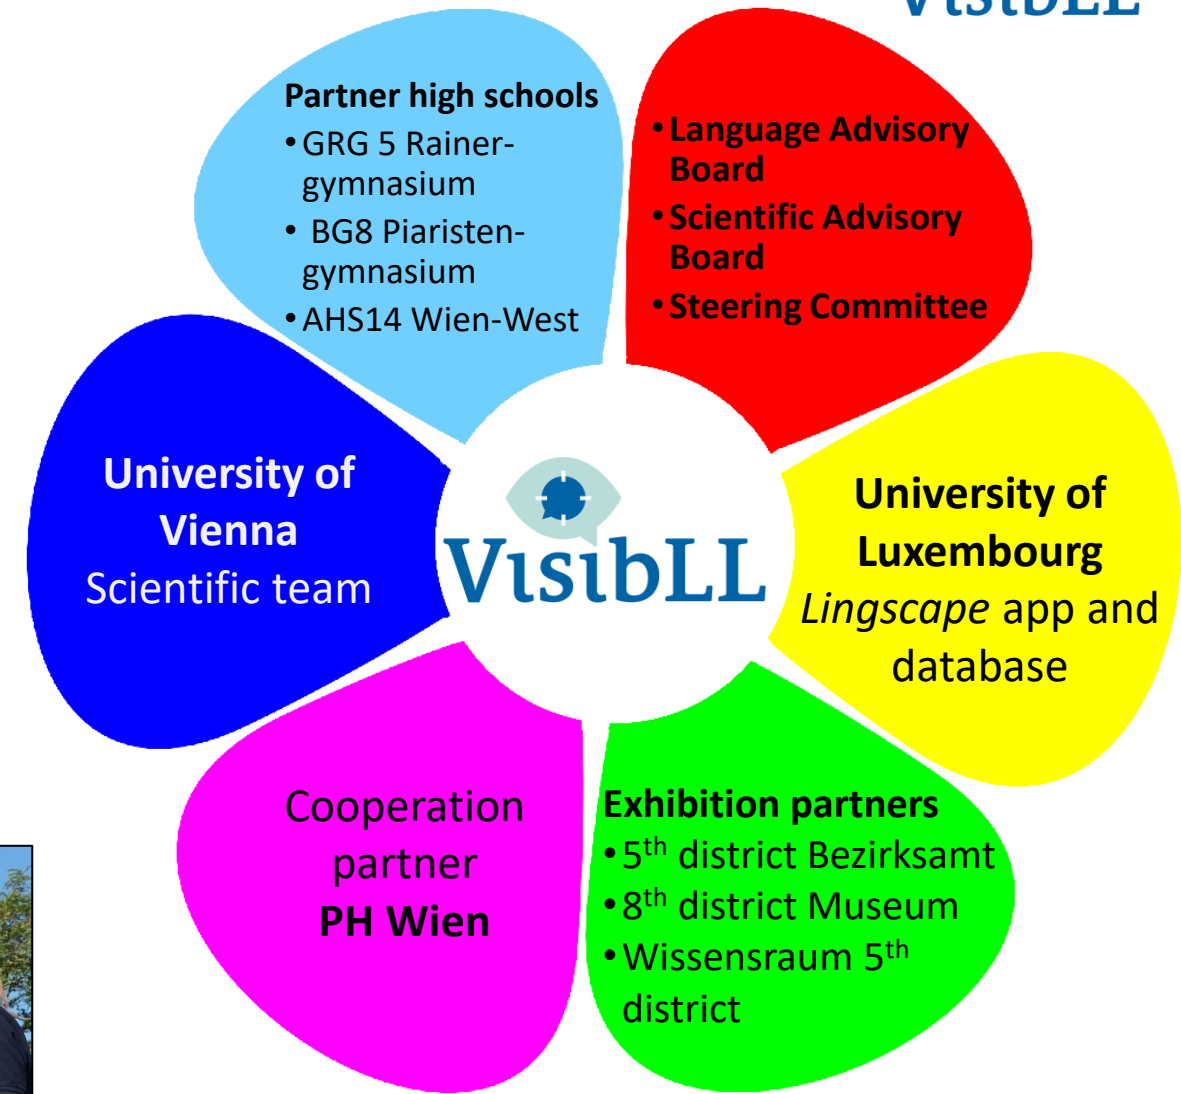 VisibLL
Partner high schools
• GRG 5 Rainer-
gymnasium
• BG8 Piaristen-
gymnasium
• AHS14 Wien-West
• Language Advisory
Board
• Scientific Advisory
Board
• Steering Committee
University of
Vienna
Scientific team
VisibLL
University of
Luxembourg
Lingscape app and
database
Cooperation
partner
PH Wien
Exhibition partners
• 5th district Bezirksamt
• 8th district Museum
• Wissensraum 5th
district